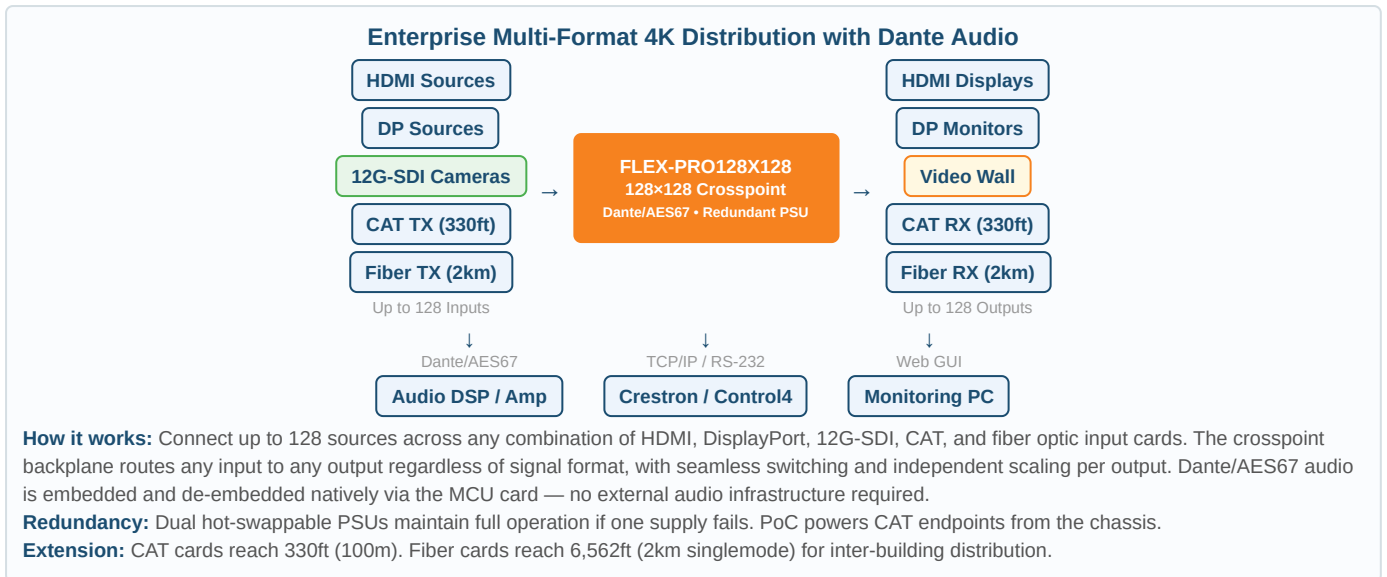 Enterprise Multi-Format 4K Distribution with Dante Audio
HDMI Sources
DP Sources
12G-SDI Cameras
CAT TX (330ft)
Fiber TX (2km)
Up to 128 Inputs
→
FLEX-PRO128X128
128×128 Crosspoint
Dante/AES67 • Redundant PSU
→
HDMI Displays
DP Monitors
Video Wall
CAT RX (330ft)
Fiber RX (2km)
Up to 128 Outputs
↓ ↓ ↓
Dante/AES67
Audio DSP / Amp
TCP/IP / RS-232
Crestron / Control4
Web GUI
Monitoring PC
How it works: Connect up to 128 sources across any combination of HDMI, DisplayPort, 12G-SDI, CAT, and fiber optic input cards. The crosspoint
backplane routes any input to any output regardless of signal format, with seamless switching and independent scaling per output. Dante/AES67 audio
is embedded and de-embedded natively via the MCU card — no external audio infrastructure required.
Redundancy: Dual hot-swappable PSUs maintain full operation if one supply fails. PoC powers CAT endpoints from the chassis.
Extension: CAT cards reach 330ft (100m). Fiber cards reach 6,562ft (2km singlemode) for inter-building distribution.